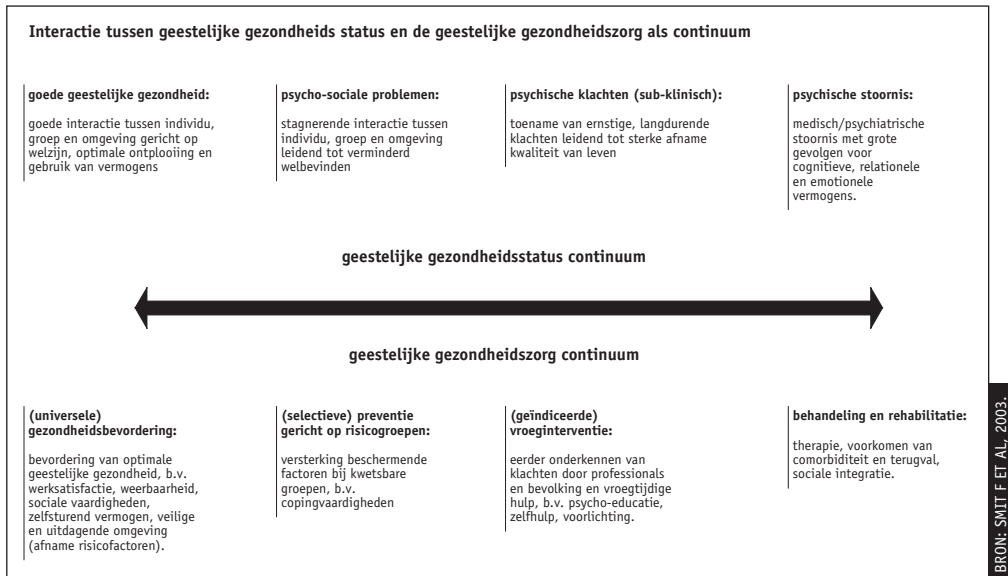 Interactie tussen geestelijke gezondheids status en de geestelijke gezondheidszorg als continuum
goede geestelijke gezondheid:
goede interactie tussen individu,
groep en omgeving gericht op
welzijn, optimale ontplooiing en
gebruik van vermogens
psycho-sociale problemen:
stagnerende interactie tussen
individu, groep en omgeving
leidend tot verminderd
welbevinden
psychische klachten (sub-klinisch):
toename van ernstige, langdurende
klachten leidend tot sterke afname
kwaliteit van leven
psychische stoornis:
medisch/psychiatrische
stoornis met grote
gevolgen voor
cognitieve, relationele
en emotionele
vermogens.
geestelijke gezondheidsstatus continuum
geestelijke gezondheidszorg continuum
(universele)
gezondheidsbevordering:
bevordering van optimale
geestelijke gezondheid, b.v.
werksatisfactie, weerbaarheid,
sociale vaardigheden,
zelfsturend vermogen, veilige
en uitdagende omgeving
(afname risicofactoren).
(selectieve) preventie
gericht op risicogroepen:
versterking beschermende
factoren bij kwetsbare
groepen, b.v.
copingvaardigheden
(geïndiceerde)
vroeginterventie:
eerder onderkennen van
klachten door professionals
en bevolking en vroegtijdige
hulp, b.v. psycho-educatie,
zelfhulp, voorlichting.
behandeling en rehabilitatie:
therapie, voorkomen van
comorbiditeit en terugval,
sociale integratie.
BRON: SMIT F ET AL, 2003.